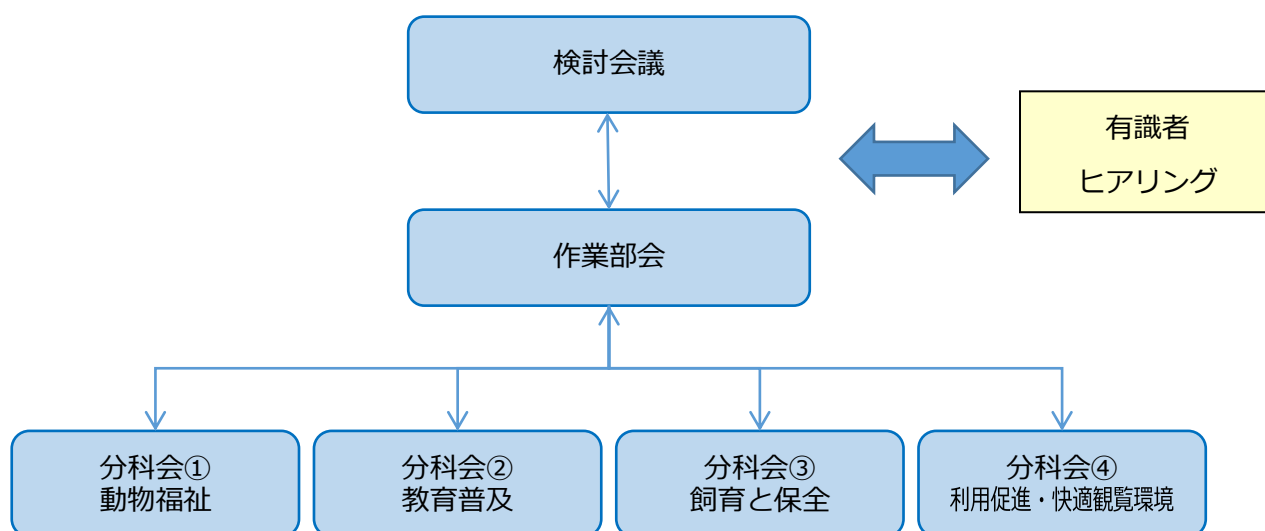 検討会議
有識者
ヒアリング
作業部会
分科会①
動物福祉
分科会②
教育普及
分科会③
飼育と保全
分科会④
利用促進・快適観覧環境